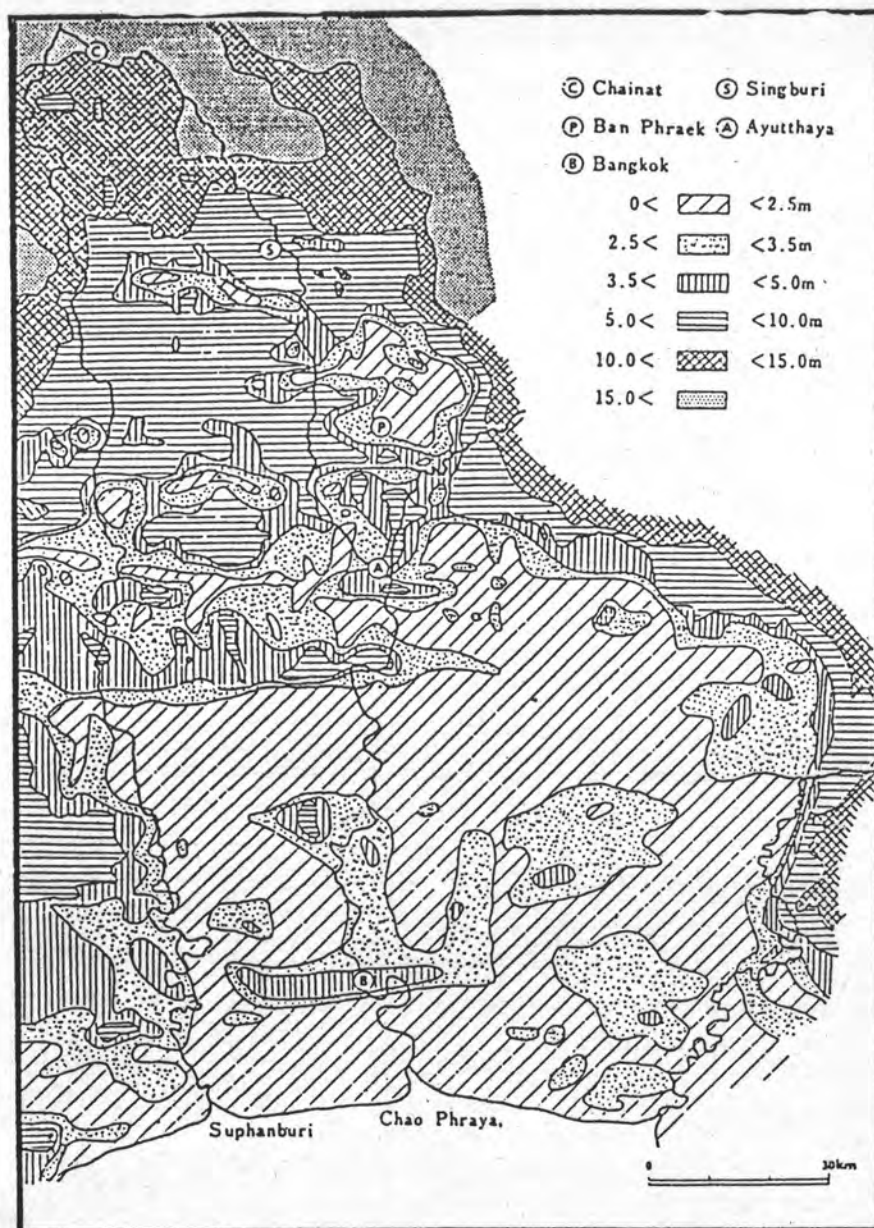 C
Ⓒ Chainat Ⓢ Singburi
Ⓟ Ban Phraek Ⓐ Ayutthaya
Ⓑ Bangkok
0< <2.5m
2.5< <3.5m
3.5< <5.0m
5.0< <10.0m
10.0< <15.0m
15.0<
S
P
A
B
Suphanburi
Chao Phraya.
0 30km